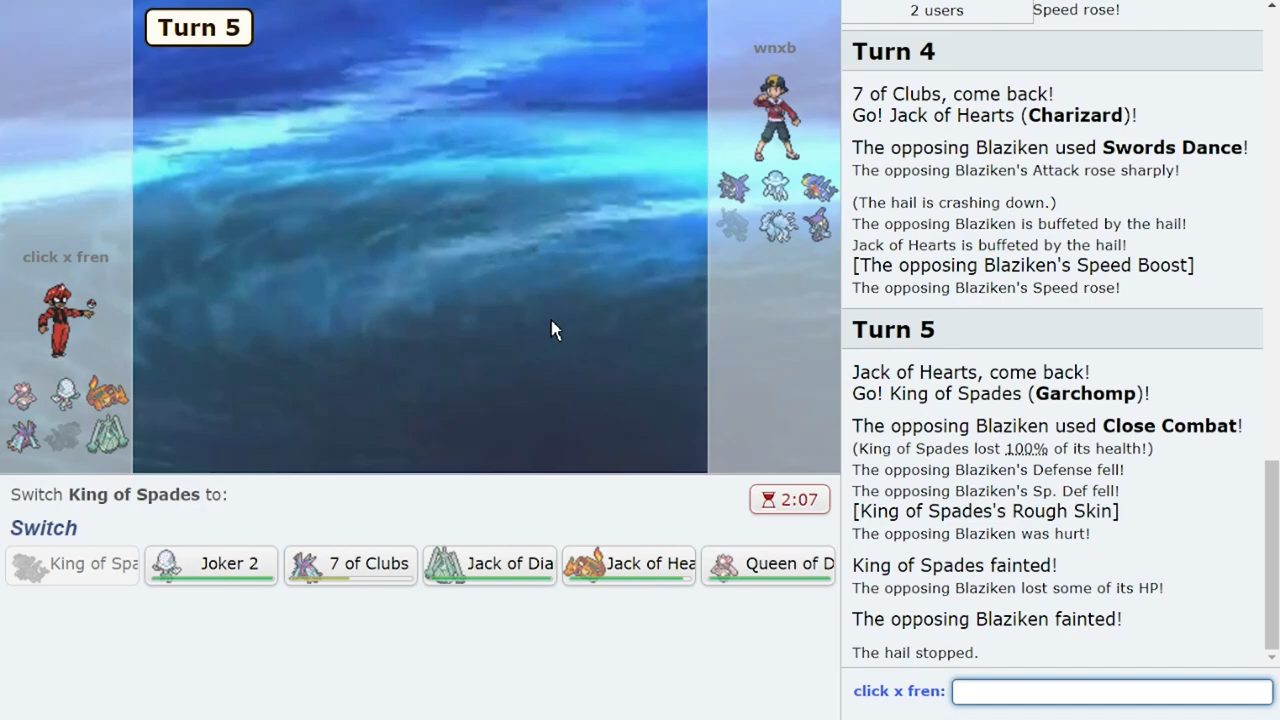 Turn 5
wnxb
click x fren
Switch King of Spades to:
2:07
Switch
King of Spa
Joker 2
7 of Clubs
Jack of Dia
Jack of Hea
Queen of D
2 users
Speed rose!
Turn 4
7 of Clubs, come back!
Go! Jack of Hearts (Charizard)!
The opposing Blaziken used Swords Dance!
The opposing Blaziken's Attack rose sharply!
(The hail is crashing down.)
The opposing Blaziken is buffeted by the hail!
Jack of Hearts is buffeted by the hail!
[The opposing Blaziken's Speed Boost]
The opposing Blaziken's Speed rose!
Turn 5
Jack of Hearts, come back!
Go! King of Spades (Garchomp)!
The opposing Blaziken used Close Combat!
(King of Spades lost 100% of its health!)
The opposing Blaziken's Defense fell!
The opposing Blaziken's Sp. Def fell!
[King of Spades's Rough Skin]
The opposing Blaziken was hurt!
King of Spades fainted!
The opposing Blaziken lost some of its HP!
The opposing Blaziken fainted!
The hail stopped.
click x fren: